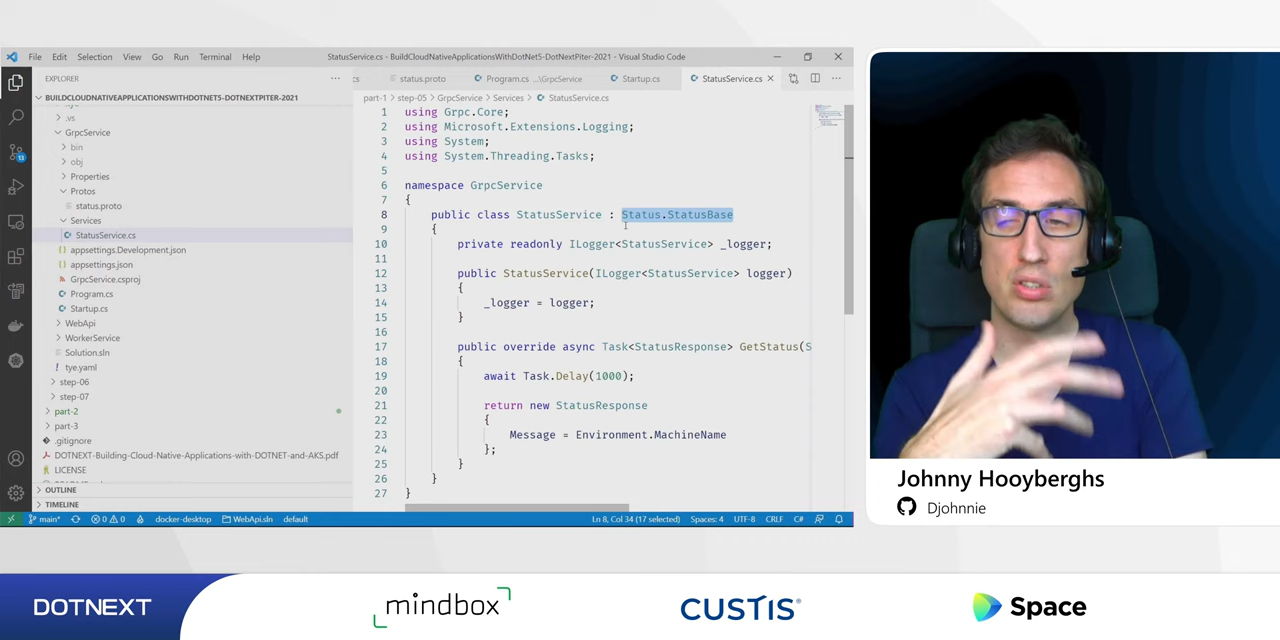 File Edit Selection View Go Run Terminal Help StatusService.cs - BuildCloudNativeApplicationsWithDotNet5-DotNextPiter-2021 - Visual Studio Code
EXPLORER ...
BUILDCLOUDNATIVEAPPLICATIONSWITHDOTNET5-DOTNEXTPITER-2021
.vs
GrpcService
bin
obj
Properties
Protos
status.proto
Services
StatusService.cs
appsettings.Development.json
appsettings.json
GrpcService.csproj
Program.cs
Startup.cs
WebApi
WorkerService
Solution.sln
tye.yaml
step-06
step-07
part-2
part-3
.gitignore
DOTNEXT-Building-Cloud-Native-Applications-with-DOTNET-and-AKS.pdf
LICENSE
OUTLINE
TIMELINE
13
cs status.proto Program.cs ...\GrpcService Startup.cs StatusService.cs
part-1 > step-05 > GrpcService > Services > StatusService.cs
1 using Grpc.Core;
2 using Microsoft.Extensions.Logging;
3 using System;
4 using System.Threading.Tasks;
5
6 namespace GrpcService
7 {
8 public class StatusService : Status.StatusBase
9 {
10 private readonly ILogger<StatusService> _logger;
11
12 public StatusService(ILogger<StatusService> logger)
13 {
14 _logger = logger;
15 }
16
17 public override async Task<StatusResponse> GetStatus(S
18 {
19 await Task.Delay(1000);
20
21 return new StatusResponse
22 {
23 Message = Environment.MachineName
24 };
25 }
26 }
27 }
main* 0 0 docker-desktop WebApi.sln default Ln 8, Col 34 (17 selected) Spaces: 4 UTF-8 CRLF C#
Johnny Hooyberghs
Djohnnie
DOTNEXT
mindbox
CUSTIS®
Space